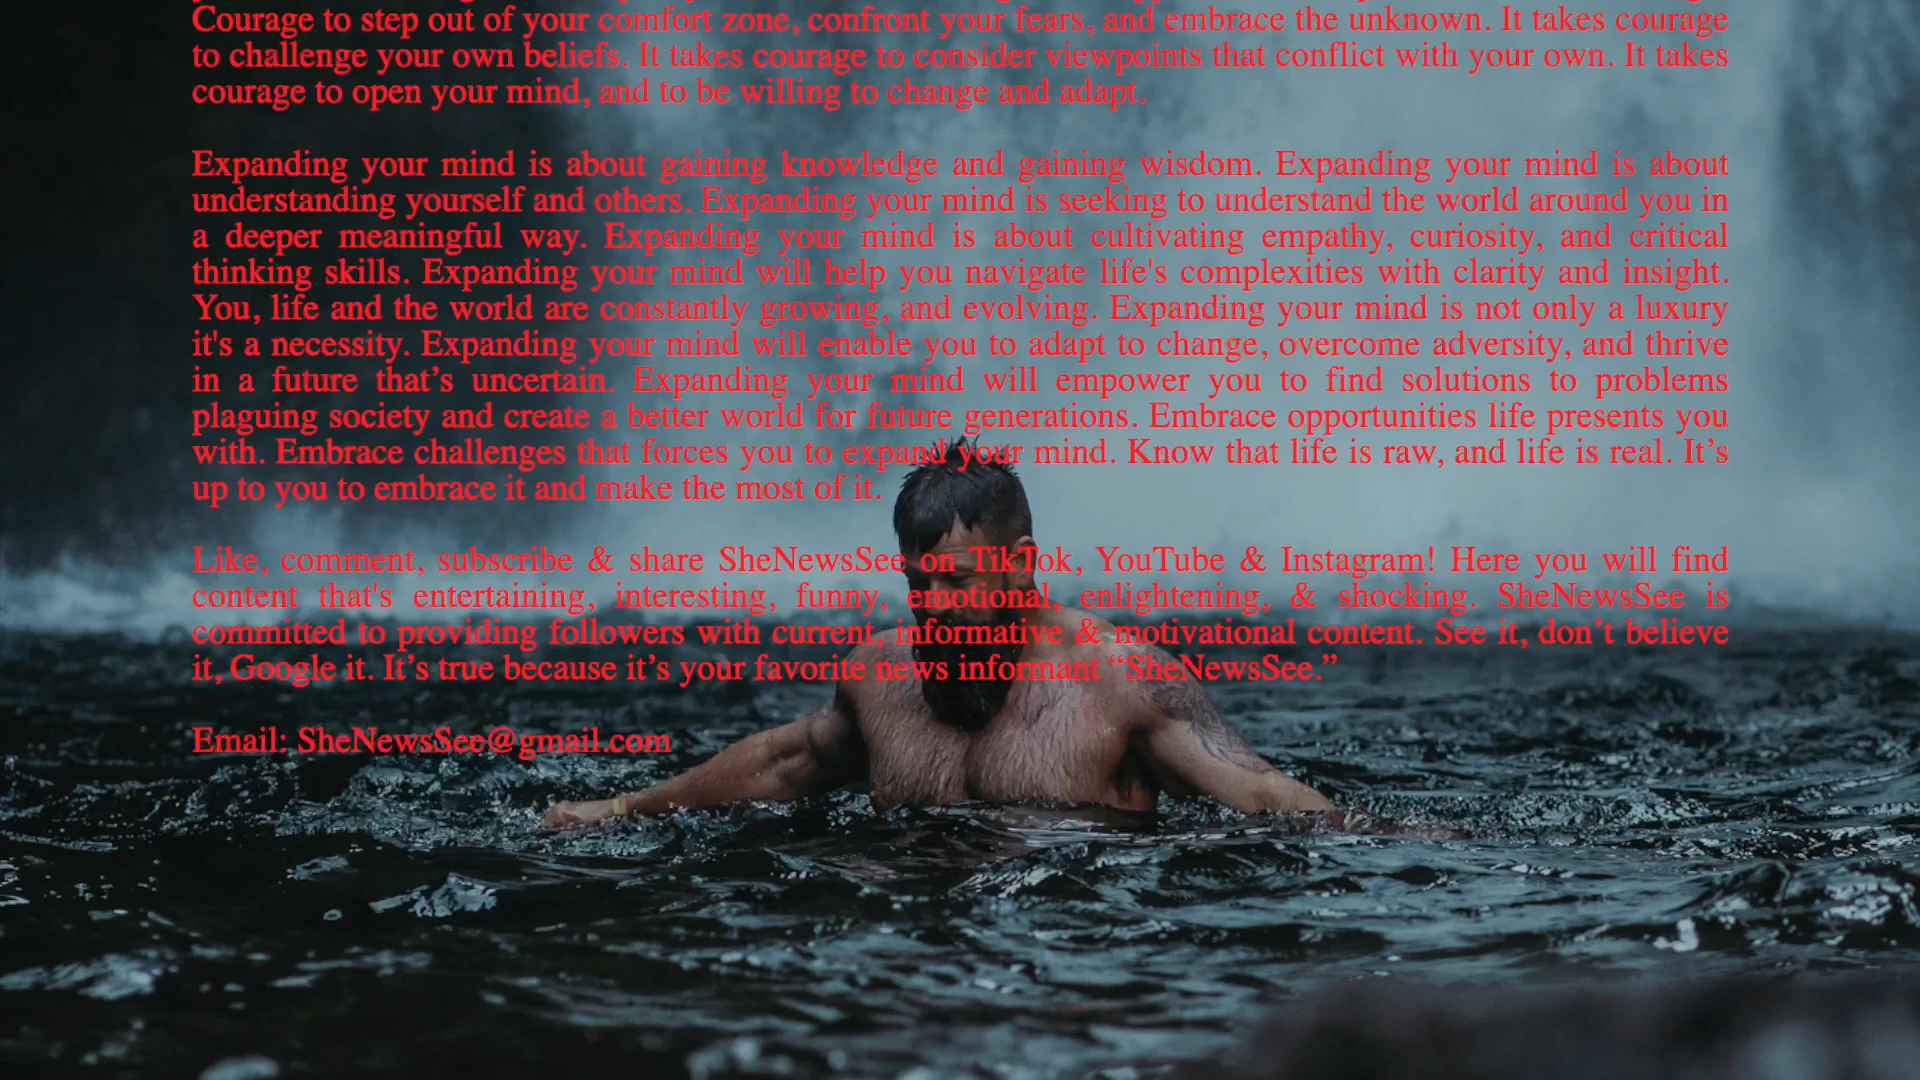 Courage to step out of your comfort zone, confront your fears, and embrace the unknown. It takes courage
to challenge your own beliefs. It takes courage to consider viewpoints that conflict with your own. It takes
courage to open your mind, and to be willing to change and adapt.
Expanding your mind is about gaining knowledge and gaining wisdom. Expanding your mind is about
understanding yourself and others. Expanding your mind is seeking to understand the world around you in
a deeper meaningful way. Expanding your mind is about cultivating empathy, curiosity, and critical
thinking skills. Expanding your mind will help you navigate life's complexities with clarity and insight.
You, life and the world are constantly growing, and evolving. Expanding your mind is not only a luxury
it's a necessity. Expanding your mind will enable you to adapt to change, overcome adversity, and thrive
in a future that’s uncertain. Expanding your mind will empower you to find solutions to problems
plaguing society and create a better world for future generations. Embrace opportunities life presents you
with. Embrace challenges that forces you to expand your mind. Know that life is raw, and life is real. It’s
up to you to embrace it and make the most of it.
Like, comment, subscribe & share SheNewsSee on TikTok, YouTube & Instagram! Here you will find
content that's entertaining, interesting, funny, emotional, enlightening, & shocking. SheNewsSee is
committed to providing followers with current, informative & motivational content. See it, don’t believe
it, Google it. It’s true because it’s your favorite news informant “SheNewsSee.”
Email: SheNewsSee@gmail.com